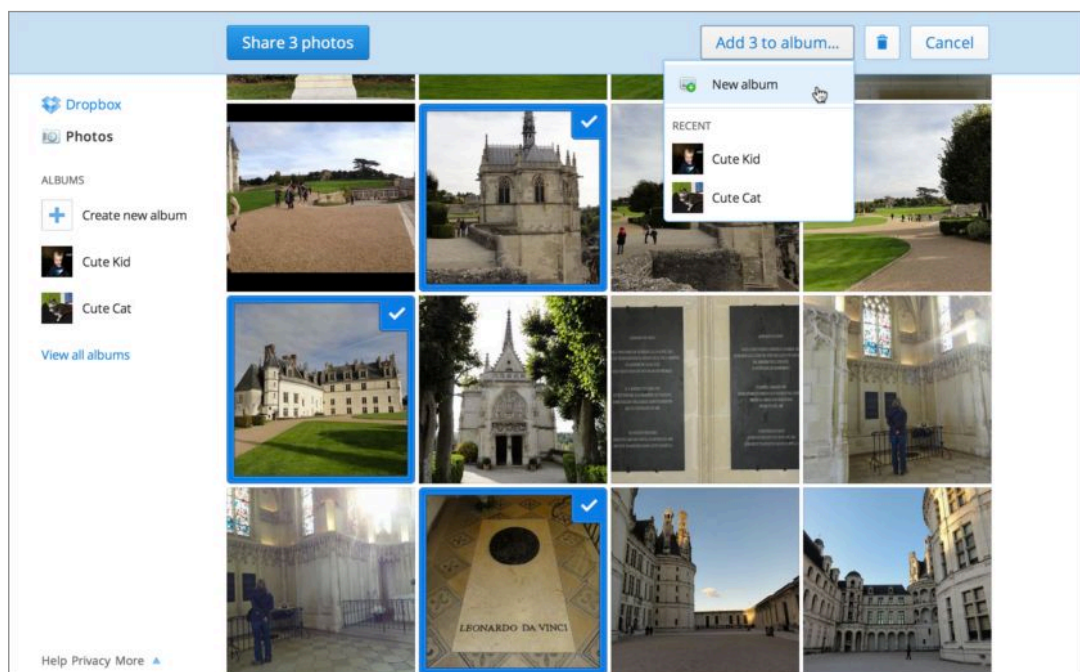 Share 3 photos
Add 3 to album...
Cancel
New album
RECENT
Cute Kid
Cute Cat
Dropbox
Photos
ALBUMS
Create new album
Cute Kid
Cute Cat
View all albums
LEONARDO DA VINCI
Help Privacy More